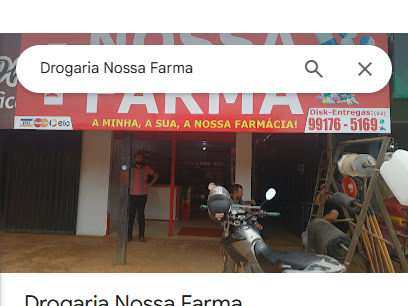 NOSSA
Drogaria Nossa Farma
FARMA
A MINHA, A SUA, A NOSSA FARMÁCIA!
Disk-Entregas:(93)
99176-5169
elo
Drogaria Nossa Farma